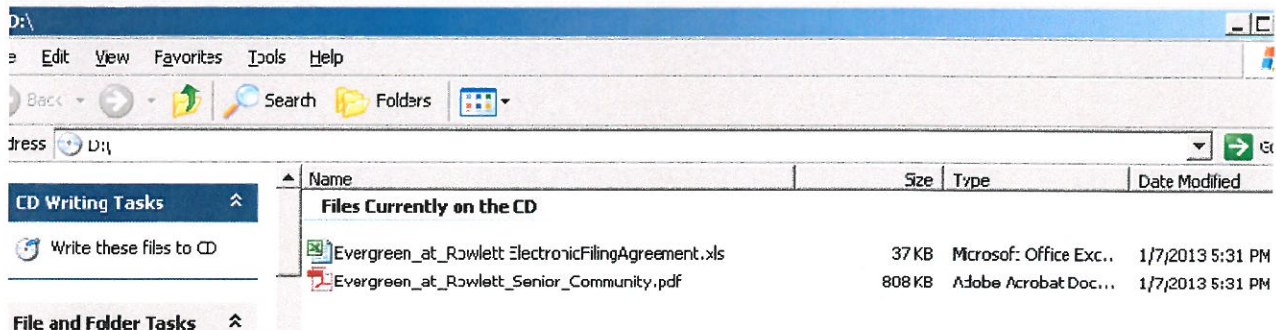 D:\
Edit View Favorites Tools Help
Back Search Folders
dress D:\
Name Size Type Date Modified
CD Writing Tasks
Files Currently on the CD
Write these files to CD
Evergreen_at_Rowlett ElectronicFilingAgreement.xls 37 KB Microsoft Office Exc... 1/7/2013 5:31 PM
Evergreen_at_Rowlett_Senior_Community.pdf 808 KB Adobe Acrobat Doc... 1/7/2013 5:31 PM
File and Folder Tasks